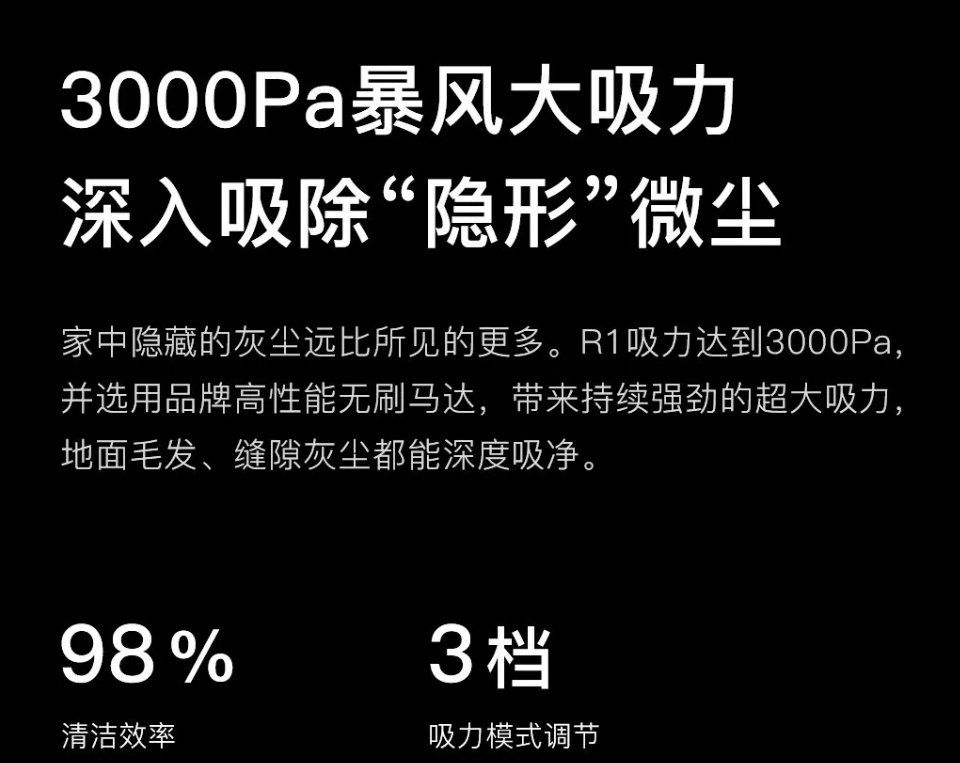 3000Pa暴风大吸力
深入吸除“隐形”微尘
家中隐藏的灰尘远比所见的更多。R1吸力达到3000Pa，
并选用品牌高性能无刷马达，带来持续强劲的超大吸力，
地面毛发、缝隙灰尘都能深度吸净。
98% 3档
清洁效率 吸力模式调节